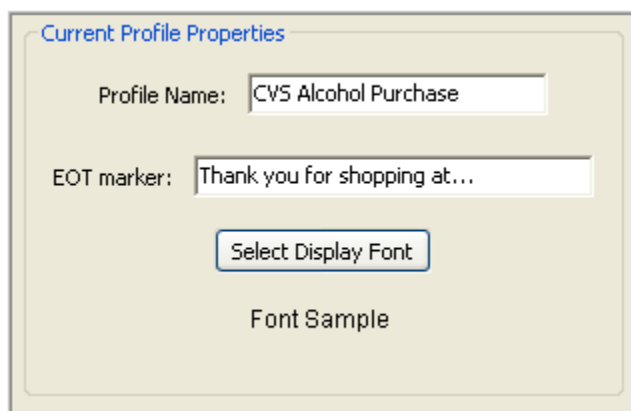 Current Profile Properties
Profile Name: CVS Alcohol Purchase
EOT marker: Thank you for shopping at...
Select Display Font
Font Sample